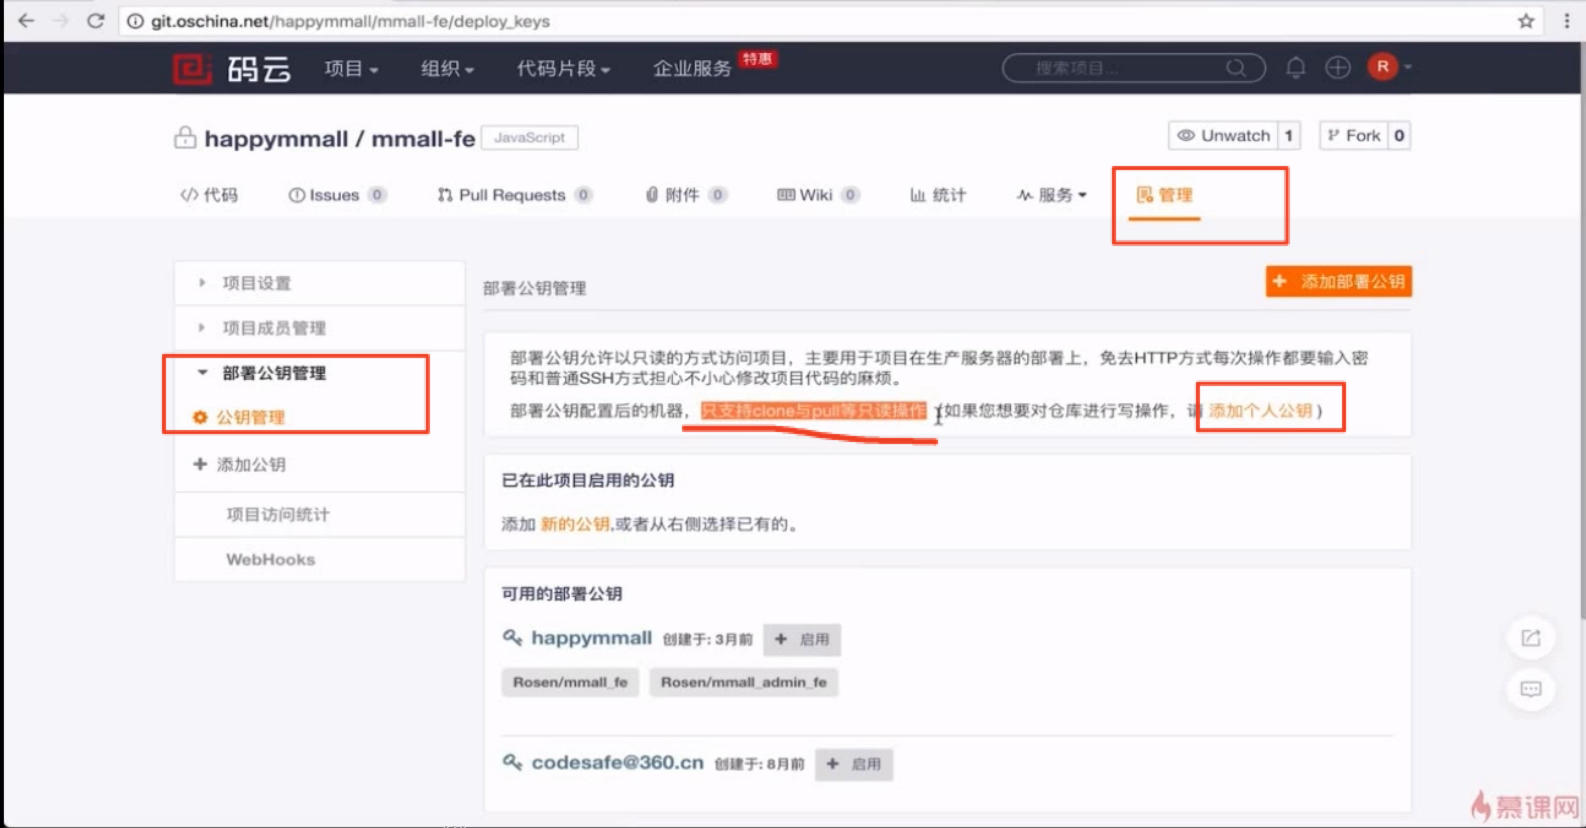 git.oschina.net/happymmall/mmall-fe/deploy_keys
码云 项目 组织 代码片段 企业服务 特惠 搜索项目... R
happymmall / mmall-fe JavaScript Unwatch 1 Fork 0
代码 Issues 0 Pull Requests 0 附件 0 Wiki 0 统计 服务 管理
项目设置
项目成员管理
部署公钥管理
公钥管理
添加公钥
项目访问统计
WebHooks
部署公钥管理 + 添加部署公钥
部署公钥允许以只读的方式访问项目，主要用于项目在生产服务器的部署上，免去HTTP方式每次操作都要输入密
码和普通SSH方式担心不小心修改项目代码的麻烦。
部署公钥配置后的机器，只支持clone与pull等只读操作 (如果您想要对仓库进行写操作，请 添加个人公钥 )
已在此项目启用的公钥
添加 新的公钥,或者从右侧选择已有的。
可用的部署公钥
happymmall 创建于: 3月前 + 启用
Rosen/mmall_fe Rosen/mmall_admin_fe
codesafe@360.cn 创建于: 8月前 + 启用
慕课网